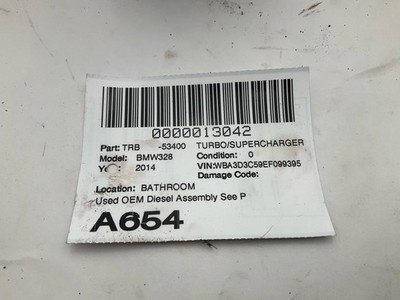 0000013042
Part: TRB -53400 TURBO/SUPERCHARGER
Model: BMW328 Condition: 0
Year: 2014 VIN:WBA3D3C59EF099395
Damage Code:
Location: BATHROOM
Used OEM Diesel Assembly See P
A654